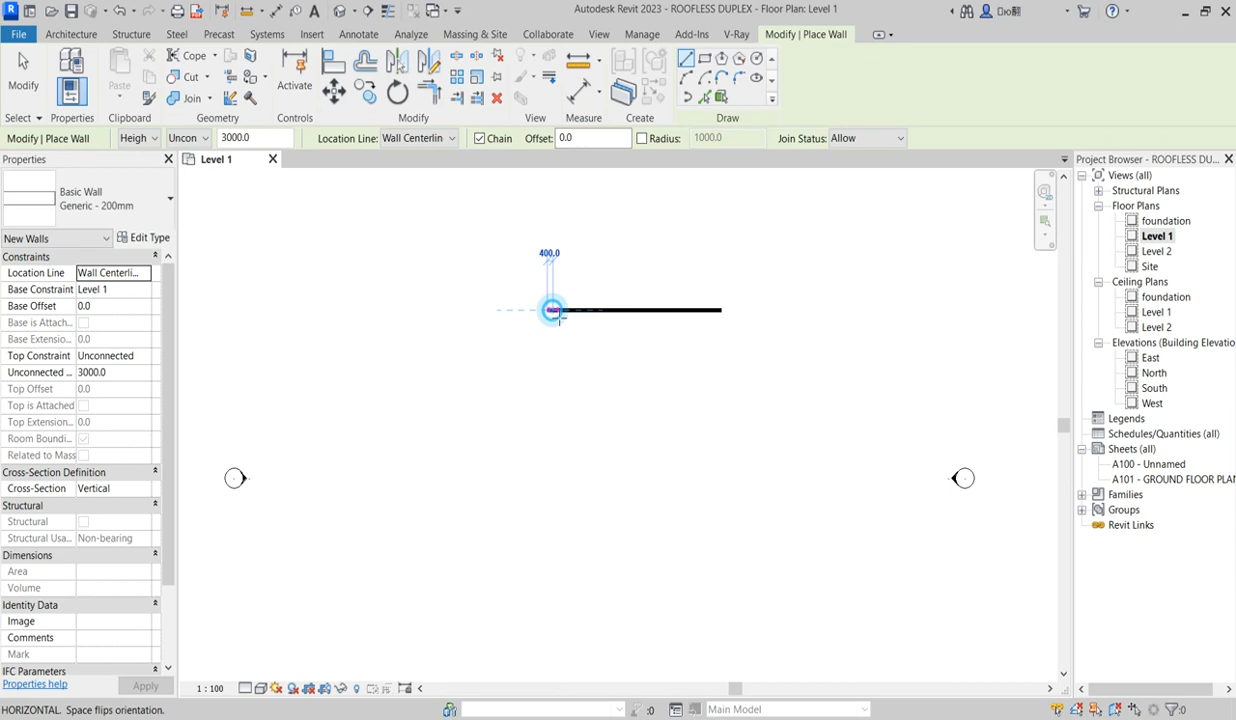 Autodesk Revit 2023 - ROOFLESS DUPLEX - Floor Plan: Level 1
File Architecture Structure Steel Precast Systems Insert Annotate Analyze Massing & Site Collaborate View Manage Add-Ins V-Ray Modify | Place Wall
Modify Paste Cope Cut Join Activate
Select Properties Clipboard Geometry Controls Modify View Measure Create Draw
Modify | Place Wall Heigh Uncon 3000.0 Location Line: Wall Centerlin Chain Offset: 0.0 Radius: 1000.0 Join Status: Allow
Properties
Level 1
Project Browser - ROOFLESS DU...
Basic Wall
Generic - 200mm
New Walls Edit Type
Constraints
Location Line Wall Centerli...
Base Constraint Level 1
Base Offset 0.0
Base is Attach...
Base Extensio... 0.0
Top Constraint Unconnected
Unconnected ... 3000.0
Top Offset 0.0
Top is Attached
Top Extension... 0.0
Room Boundi...
Related to Mass
Cross-Section Definition
Cross-Section Vertical
Structural
Structural
Structural Usa... Non-bearing
Dimensions
Area
Volume
Identity Data
Image
Comments
Mark
IFC Parameters
Properties help Apply
400.0
Views (all)
Structural Plans
Floor Plans
foundation
Level 1
Level 2
Site
Ceiling Plans
foundation
Level 1
Level 2
Elevations (Building Elevatio
East
North
South
West
Legends
Schedules/Quantities (all)
Sheets (all)
A100 - Unnamed
A101 - GROUND FLOOR PLAN
Families
Groups
Revit Links
1 : 100
HORIZONTAL. Space flips orientation.
:0 Main Model :0